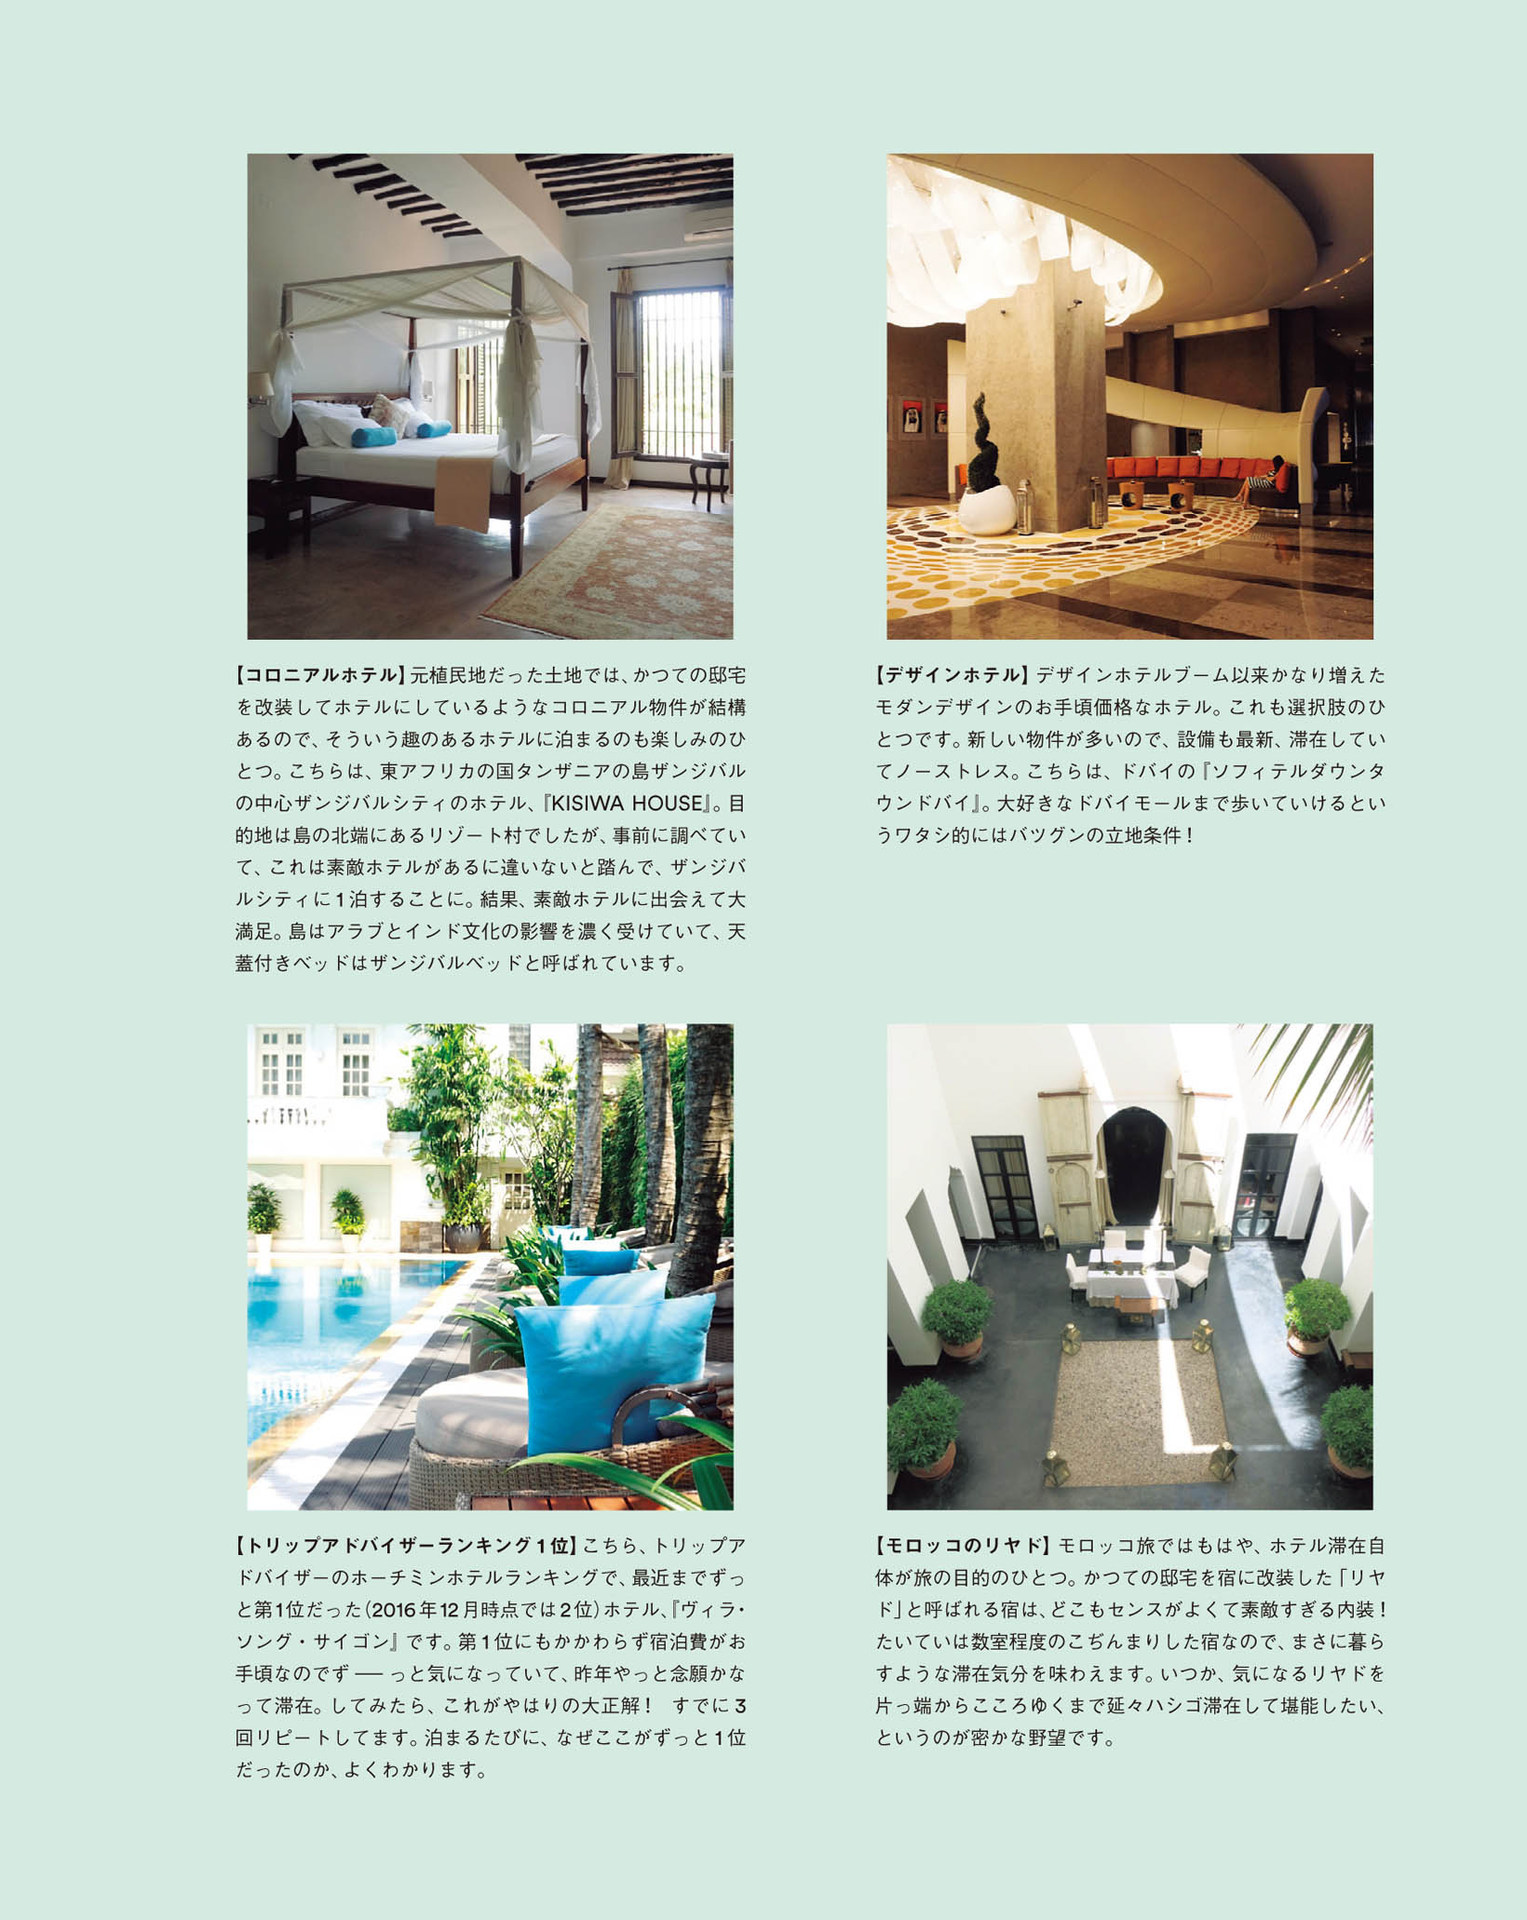 【コロニアルホテル】元植民地だった土地では、かつての邸宅
を改装してホテルにしているようなコロニアル物件が結構
あるので、そういう趣のあるホテルに泊まるのも楽しみのひ
とつ。こちらは、東アフリカの国タンザニアの島ザンジバル
の中心ザンジバルシティのホテル、『KISIWA HOUSE』。目
的地は島の北端にあるリゾート村でしたが、事前に調べてい
て、これは素敵ホテルがあるに違いないと踏んで、ザンジバ
ルシティに1泊することに。結果、素敵ホテルに出会えて大
満足。島はアラブとインド文化の影響を濃く受けていて、天
蓋付きベッドはザンジバルベッドと呼ばれています。
【デザインホテル】デザインホテルブーム以来かなり増えた
モダンデザインのお手頃価格なホテル。これも選択肢のひ
とつです。新しい物件が多いので、設備も最新、滞在してい
てノーストレス。こちらは、ドバイの『ソフィテルダウンタ
ウンドバイ』。大好きなドバイモールまで歩いていけるとい
うワタシ的にはバツグンの立地条件！
【トリップアドバイザーランキング1位】こちら、トリップア
ドバイザーのホーチミンホテルランキングで、最近までずっ
と第1位だった（2016年12月時点では2位）ホテル、『ヴィラ・
ソング・サイゴン』です。第1位にもかかわらず宿泊費がお
手頃なのでず──っと気になっていて、昨年やっと念願かな
って滞在。してみたら、これがやはりの大正解！　すでに3
回リピートしてます。泊まるたびに、なぜここがずっと1位
だったのか、よくわかります。
【モロッコのリヤド】モロッコ旅ではもはや、ホテル滞在自
体が旅の目的のひとつ。かつての邸宅を宿に改装した「リヤ
ド」と呼ばれる宿は、どこもセンスがよくて素敵すぎる内装！
たいていは数室程度のこぢんまりした宿なので、まさに暮ら
すような滞在気分を味わえます。いつか、気になるリヤドを
片っ端からこころゆくまで延々ハシゴ滞在して堪能したい、
というのが密かな野望です。